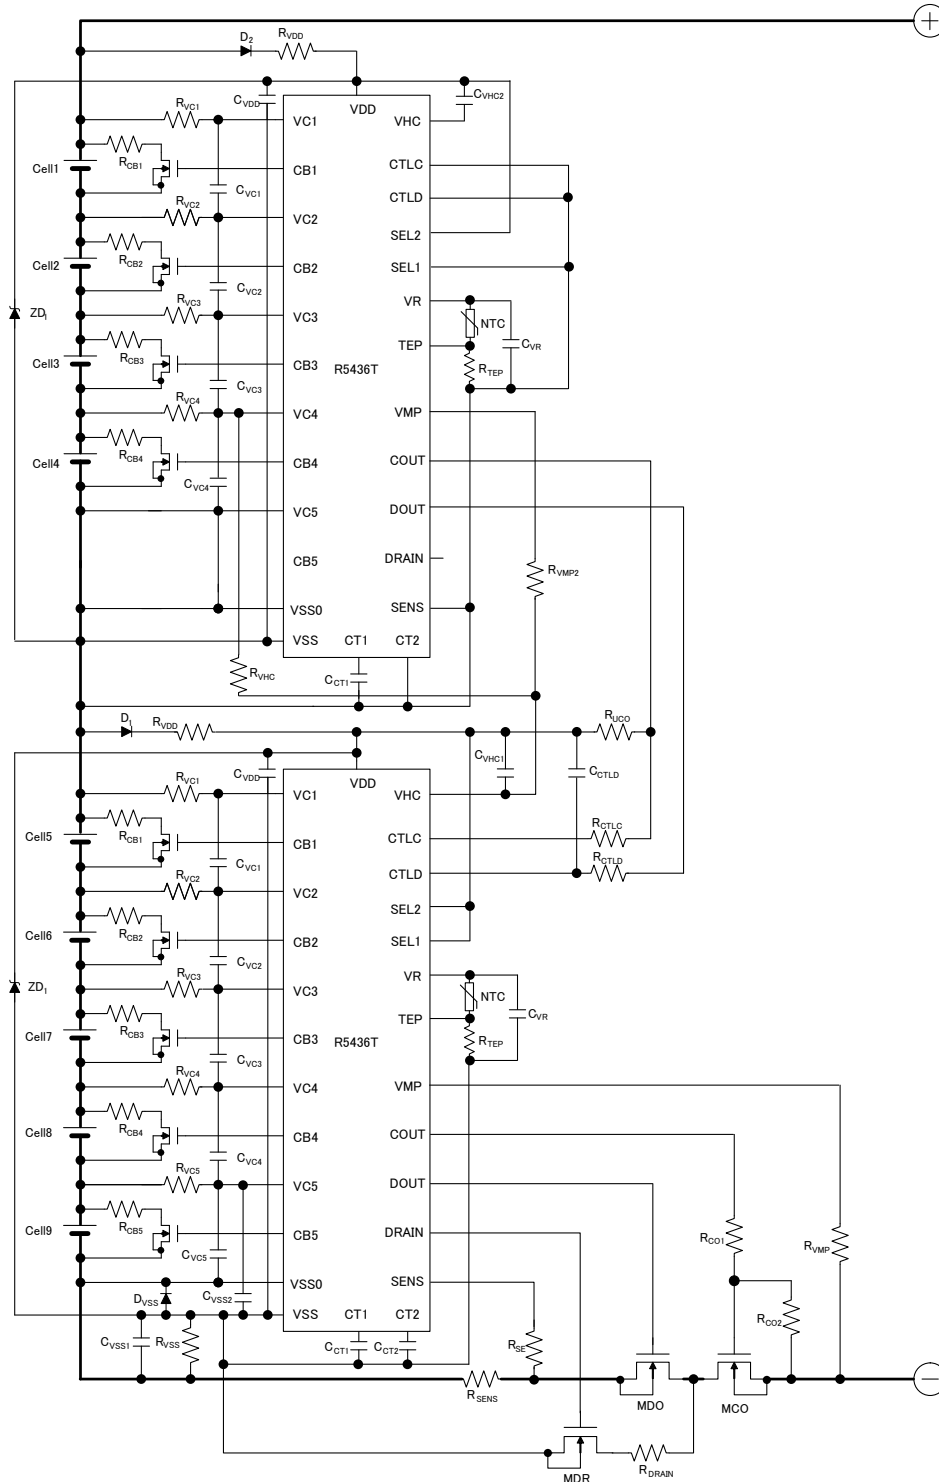 +
D2
RVDD
CVDD
VDD
CVHC2
RVC1
VC1
VHC
Cell1
RCB1
CB1
CTLC
CVC1
CTLD
RVC2
VC2
SEL2
Cell2
RCB2
CB2
SEL1
CVC2
VR
ZD1
RVC3
VC3
NTC
CVR
TEP
Cell3
RCB3
CB3
R5436T
RTEP
CVC3
RVC4
VC4
VMP
Cell4
RCB4
CB4
COUT
CVC4
VC5
DOUT
CB5
DRAIN
RVMP2
VSS0
SENS
VSS
CT1
CT2
RVHC
CCT1
D1
RVDD
RUCO
CVDD
VDD
CVHC1
CCTLD
RVC1
VC1
VHC
Cell5
RCB1
CB1
CTLC
RCTLC
CVC1
RCTLD
RVC2
VC2
CTLD
SEL2
Cell6
RCB2
CB2
SEL1
CVC2
RVC3
VC3
VR
ZD1
NTC
CVR
TEP
Cell7
RCB3
CB3
R5436T
RTEP
CVC3
RVC4
VC4
VMP
Cell8
RCB4
CB4
COUT
CVC4
RVC5
VC5
DOUT
Cell9
RCB5
CB5
DRAIN
RCO1
RVMP
CVC5
VSS0
SENS
DVSS
CVSS2
VSS
CT1
CT2
RCO2
CVSS1
RVSS
CCT1
CCT2
RSE
−
RSENS
MDO
MCO
MDR
RDRAIN